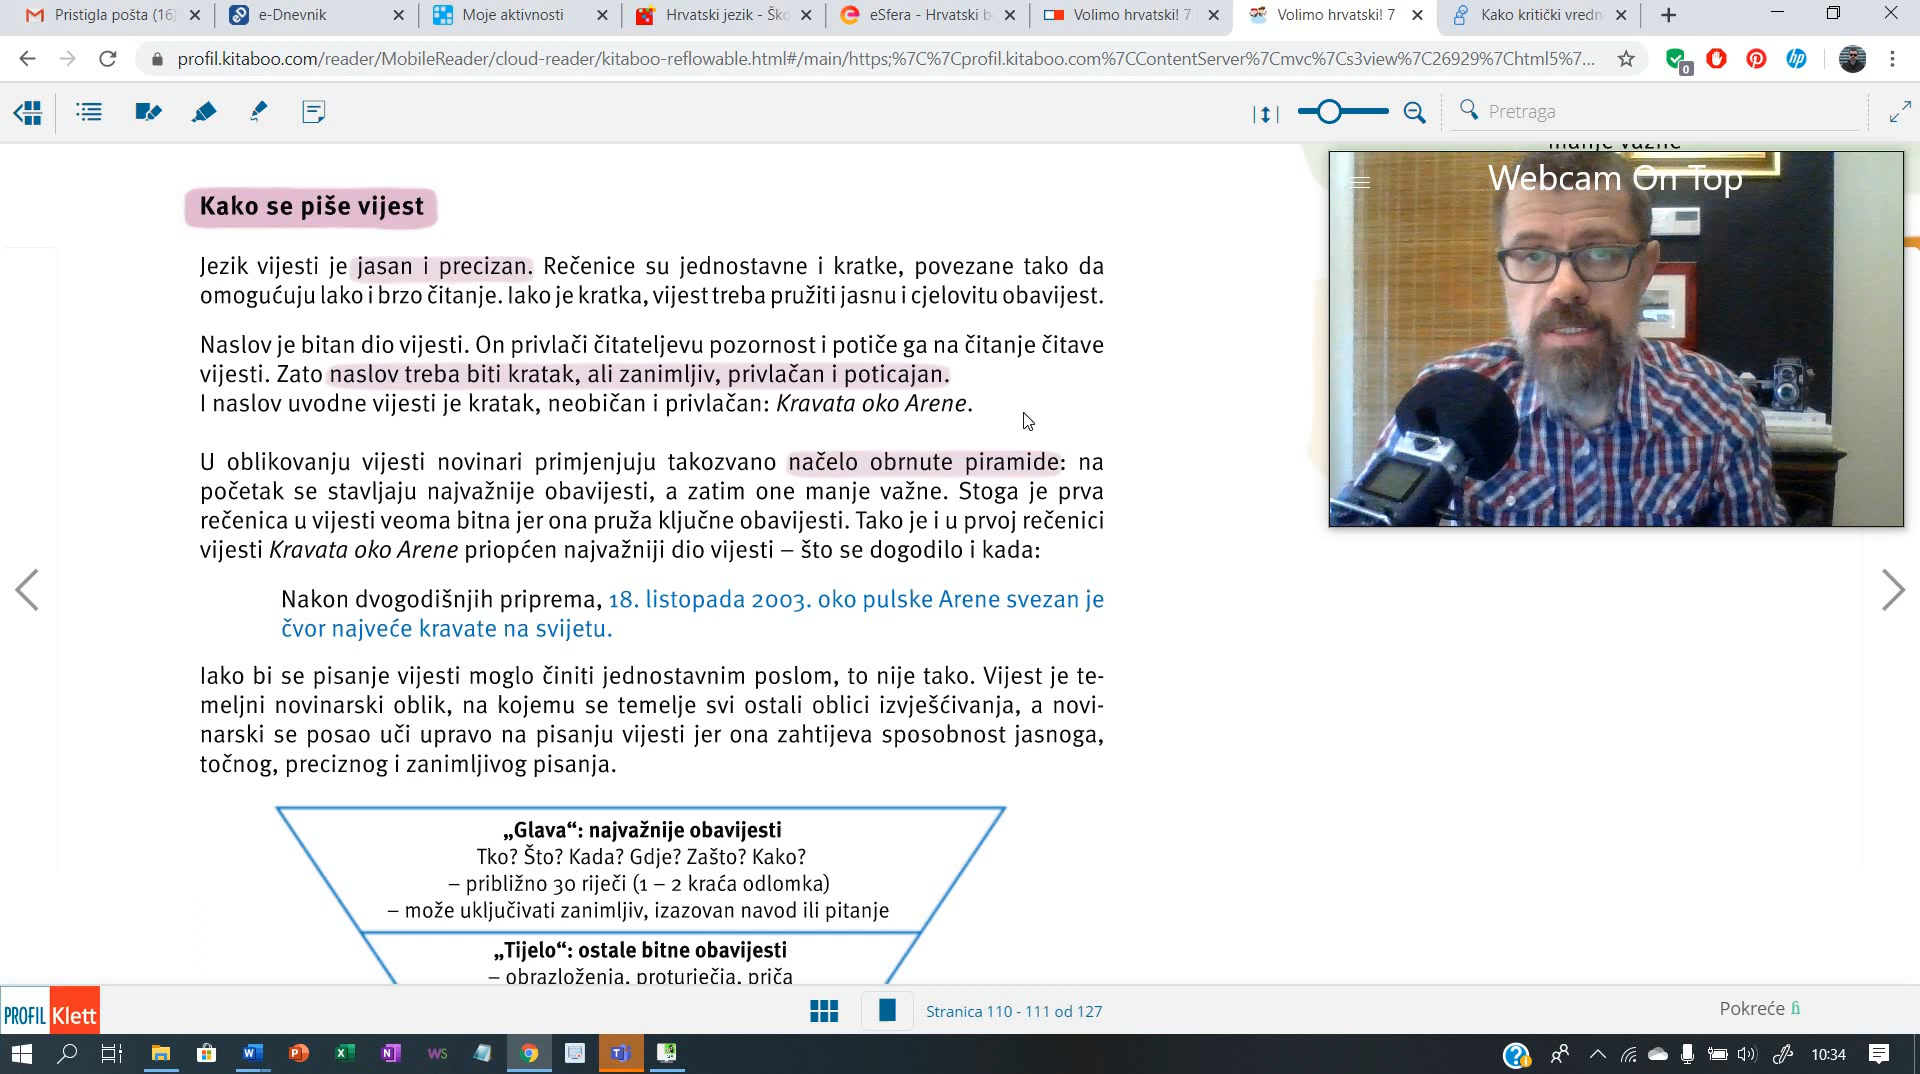 Pristigla pošta (16)
e-Dnevnik
Moje aktivnosti
Hrvatski jezik - Ško
eSfera - Hrvatski b
Volimo hrvatski! 7
Volimo hrvatski! 7
Kako kritički vredn
profil.kitaboo.com/reader/MobileReader/cloud-reader/kitaboo-reflowable.html#/main/https;%7C%7Cprofil.kitaboo.com%7CContentServer%7Cmvc%7Cs3view%7C26929%7Chtml5%7...
0
Pretraga
manje važne
Webcam On Top
Kako se piše vijest
Jezik vijesti je jasan i precizan. Rečenice su jednostavne i kratke, povezane tako da
omogućuju lako i brzo čitanje. Iako je kratka, vijest treba pružiti jasnu i cjelovitu obavijest.
Naslov je bitan dio vijesti. On privlači čitateljevu pozornost i potiče ga na čitanje čitave
vijesti. Zato naslov treba biti kratak, ali zanimljiv, privlačan i poticajan.
I naslov uvodne vijesti je kratak, neobičan i privlačan: Kravata oko Arene.
U oblikovanju vijesti novinari primjenjuju takozvano načelo obrnute piramide: na
početak se stavljaju najvažnije obavijesti, a zatim one manje važne. Stoga je prva
rečenica u vijesti veoma bitna jer ona pruža ključne obavijesti. Tako je i u prvoj rečenici
vijesti Kravata oko Arene priopćen najvažniji dio vijesti – što se dogodilo i kada:
Nakon dvogodišnjih priprema, 18. listopada 2003. oko pulske Arene svezan je
čvor najveće kravate na svijetu.
Iako bi se pisanje vijesti moglo činiti jednostavnim poslom, to nije tako. Vijest je te-
meljni novinarski oblik, na kojemu se temelje svi ostali oblici izvješćivanja, a novi-
narski se posao uči upravo na pisanju vijesti jer ona zahtijeva sposobnost jasnoga,
točnog, preciznog i zanimljivog pisanja.
„Glava“: najvažnije obavijesti
Tko? Što? Kada? Gdje? Zašto? Kako?
– približno 30 riječi (1 – 2 kraća odlomka)
– može uključivati zanimljiv, izazovan navod ili pitanje
„Tijelo“: ostale bitne obavijesti
– obrazloženja, proturječja, priča
PROFIL Klett
Stranica 110 - 111 od 127
Pokreće
10:34